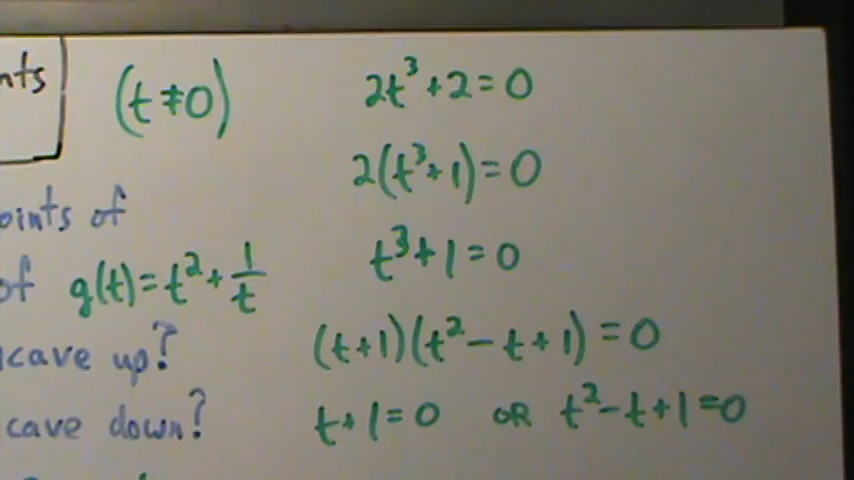 (t ≠ 0)
oints of
of g(t) = t² + 1/t
cave up?
cave down?
2t³ + 2 = 0
2(t³ + 1) = 0
t³ + 1 = 0
(t + 1)(t² - t + 1) = 0
t + 1 = 0 OR t² - t + 1 = 0